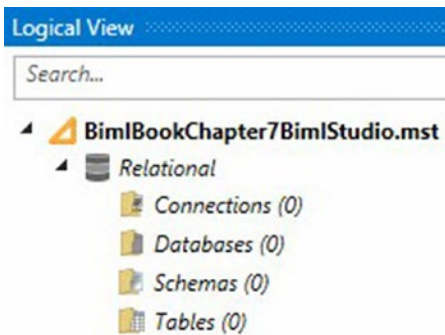 Logical View
Search...
BimlBookChapter7BimlStudio.mst
Relational
Connections (0)
Databases (0)
Schemas (0)
Tables (0)